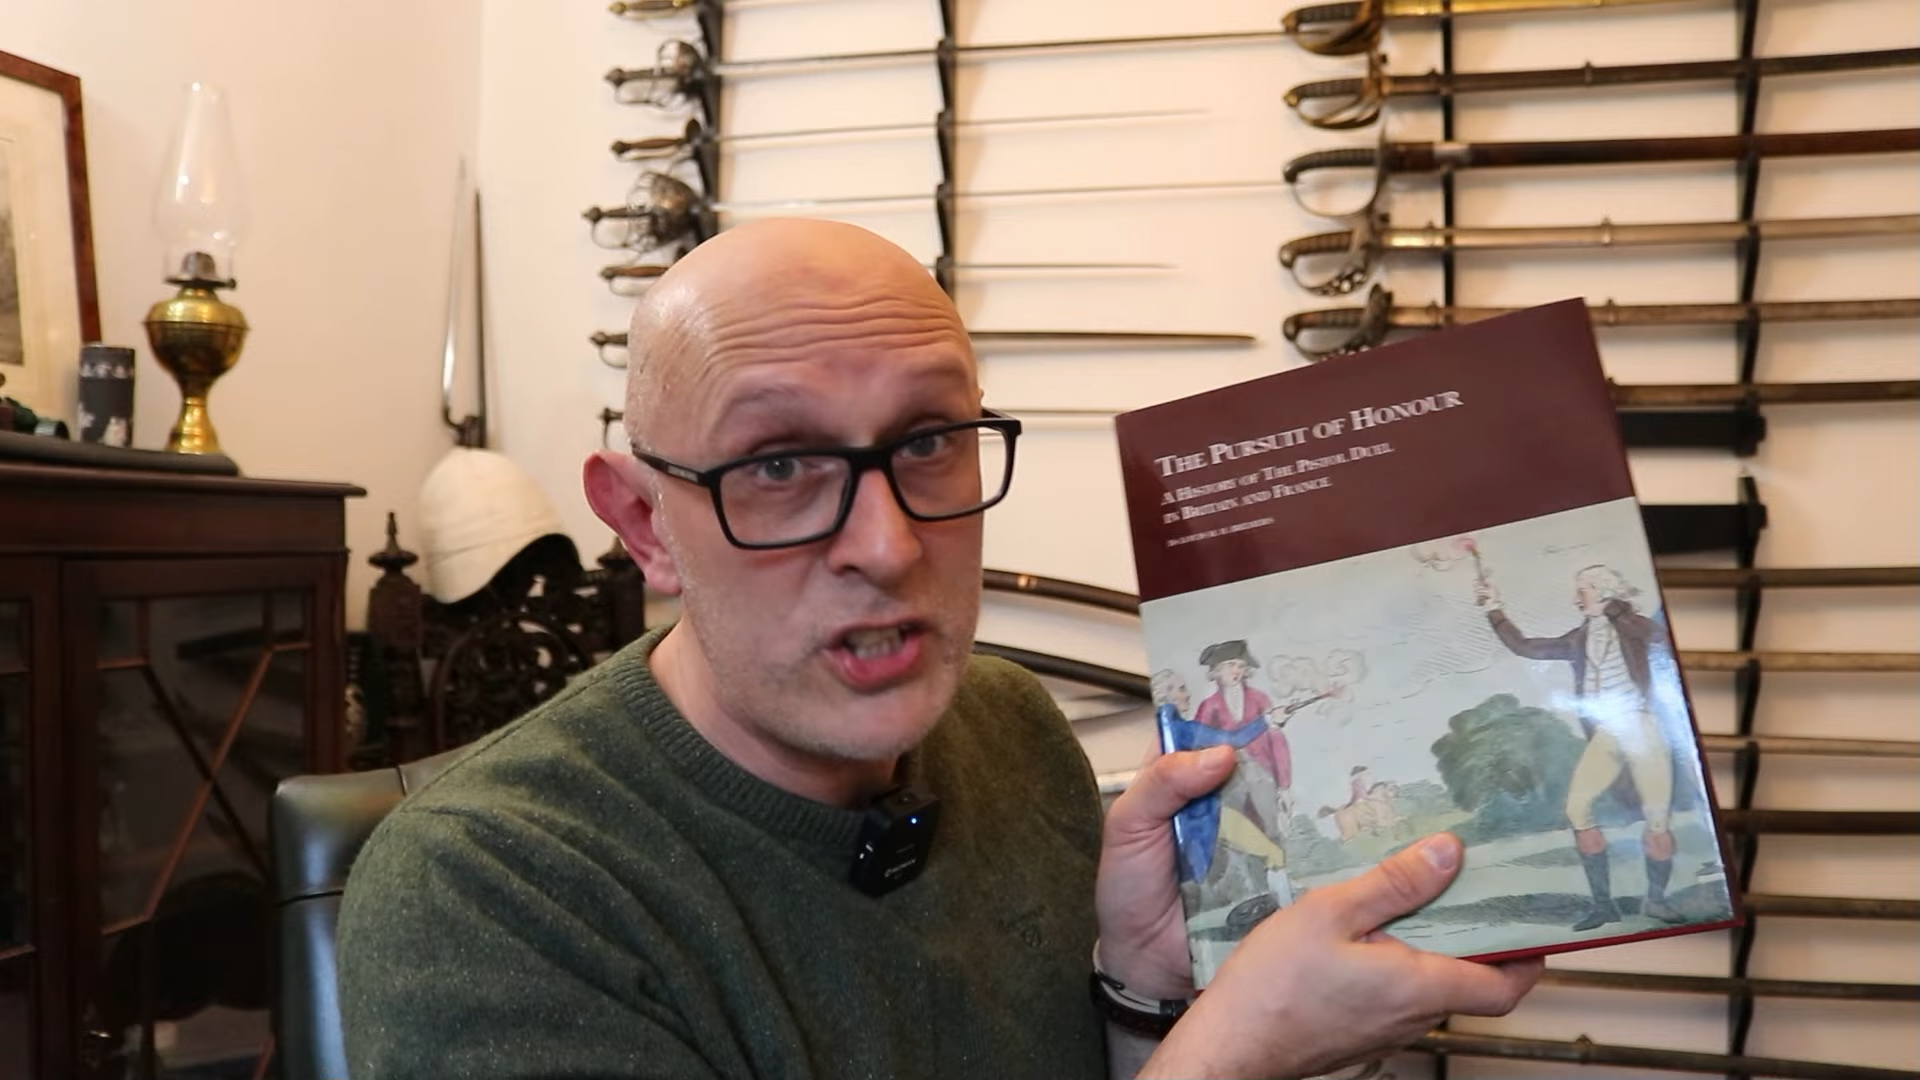 THE PURSUIT OF HONOUR
A HISTORY OF THE PISTOL DUEL
IN BRITAIN AND FRANCE